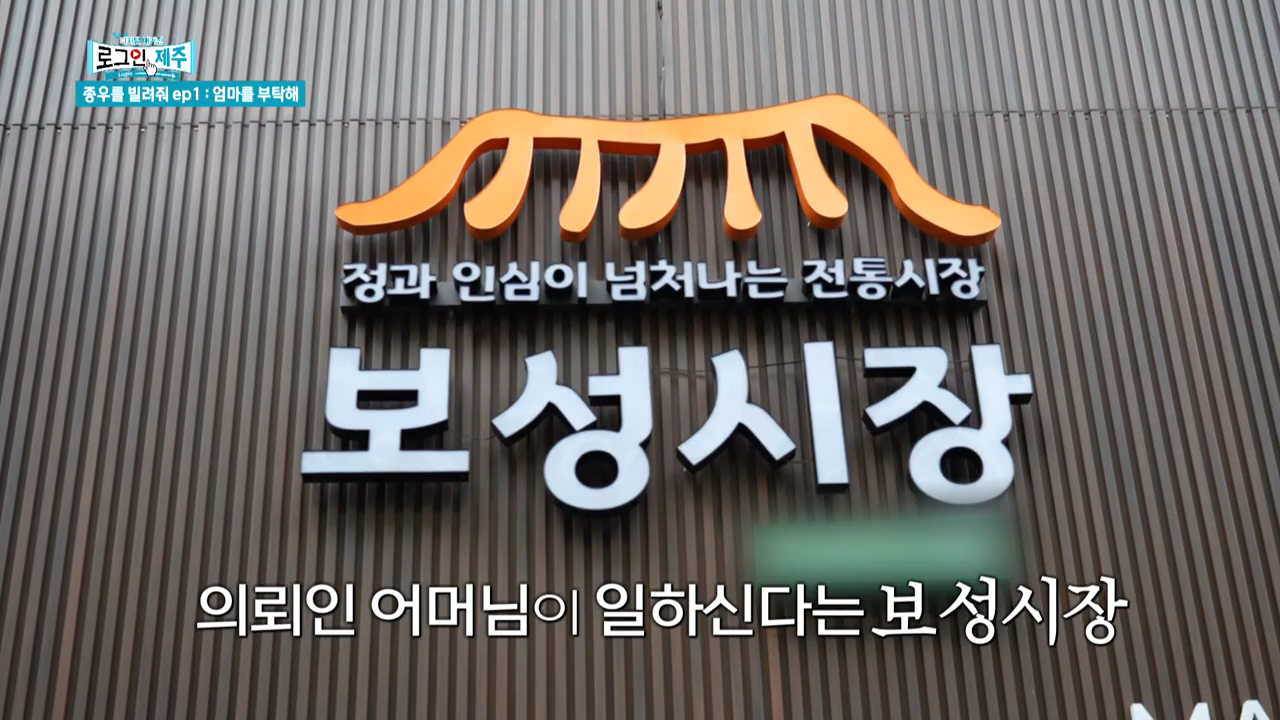 로그인 제주
종우를 빌려줘 ep1 : 엄마를 부탁해
정과 인심이 넘쳐나는 전통시장
보성시장
의뢰인 어머님이 일하신다는 보성시장
MA